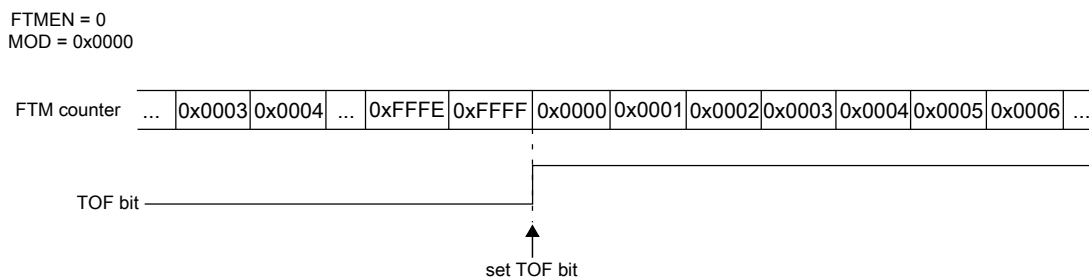 FTMEN = 0
MOD = 0x0000
FTM counter ... 0x0003 0x0004 ... 0xFFFE 0xFFFF 0x0000 0x0001 0x0002 0x0003 0x0004 0x0005 0x0006 ...
TOF bit
set TOF bit